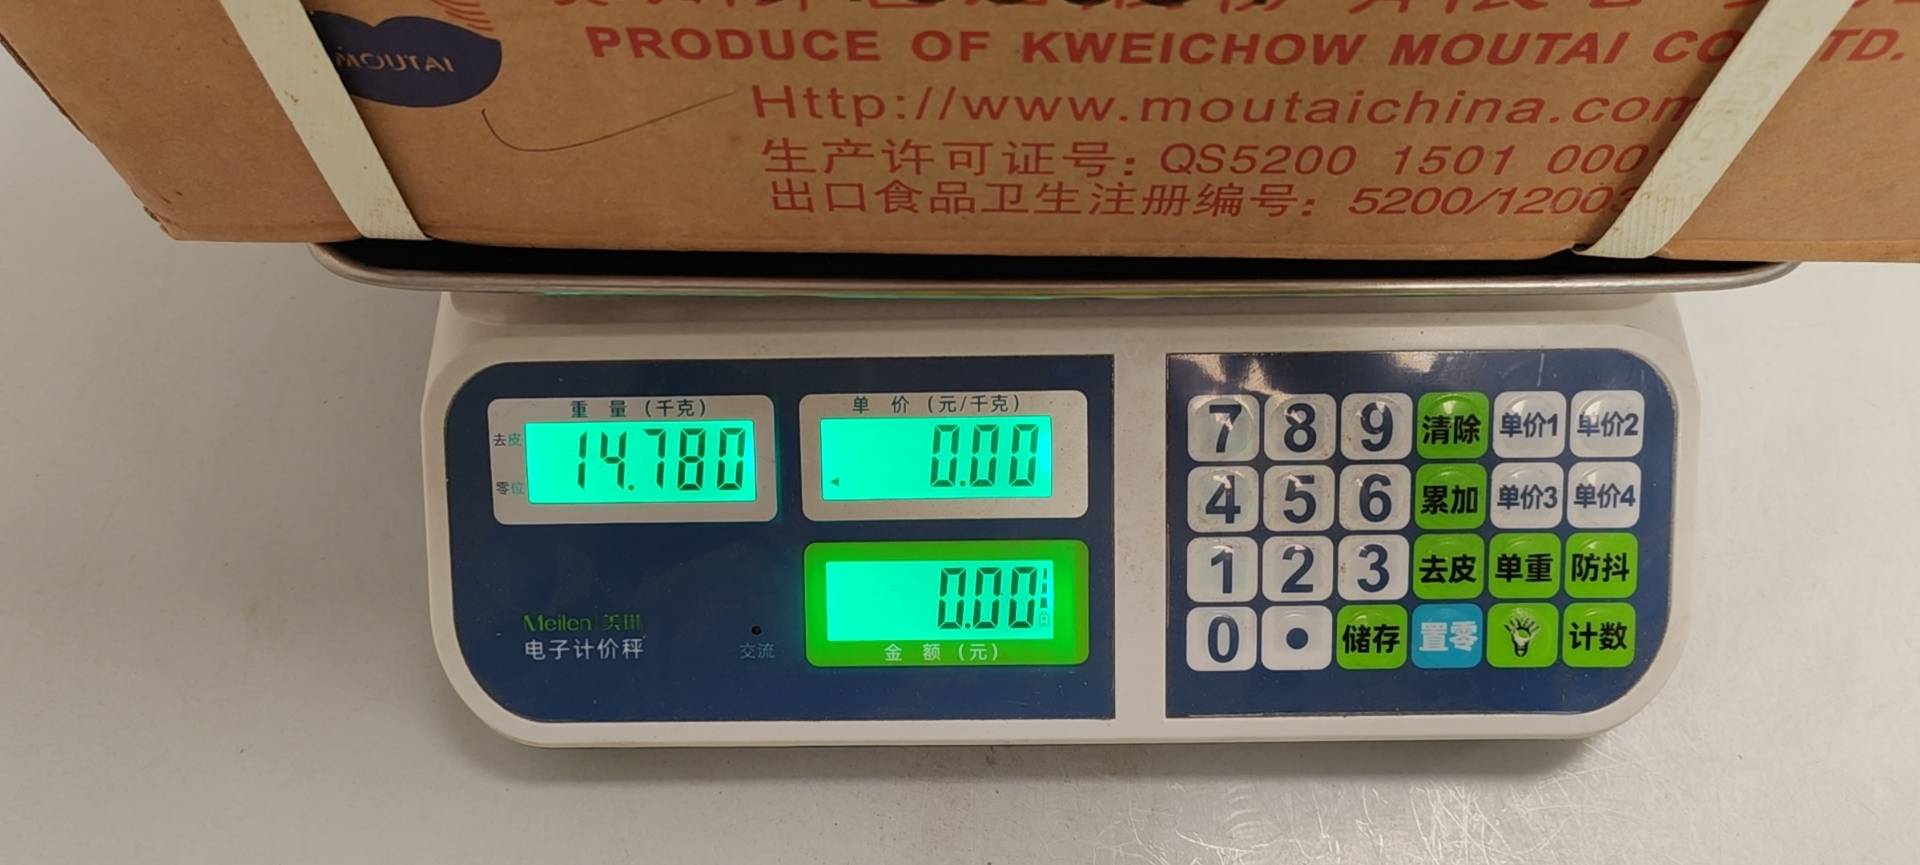 MOUTAI
PRODUCE OF KWEICHOW MOUTAI CO TD.
Http://www.moutaichina.com
生产许可证号: QS5200 1501 000
出口食品卫生注册编号: 5200/12003
重 量 (千克)
去皮
零位
14.780
单 价 (元/千克)
0.00
0.00
金 额 (元)
Meilen 美琳
电子计价秤
交流
7 8 9 清除 单价1 单价2
4 5 6 累加 单价3 单价4
1 2 3 去皮 单重 防抖
0 • 储存 置零 计数